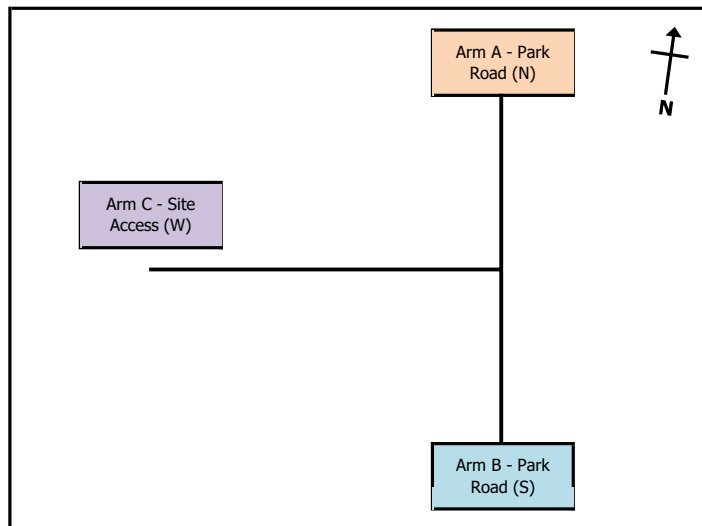 Arm A - Park
Road (N)
N
Arm C - Site
Access (W)
Arm B - Park
Road (S)